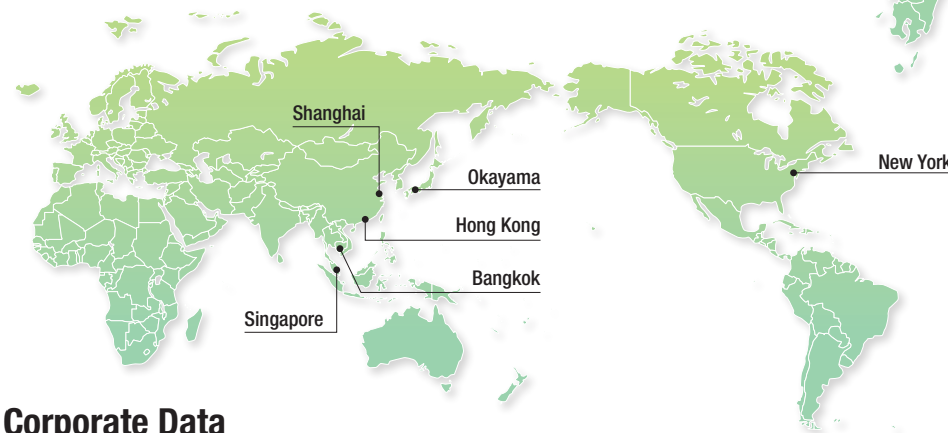 Shanghai
Okayama
New York
Hong Kong
Bangkok
Singapore
Corporate Data